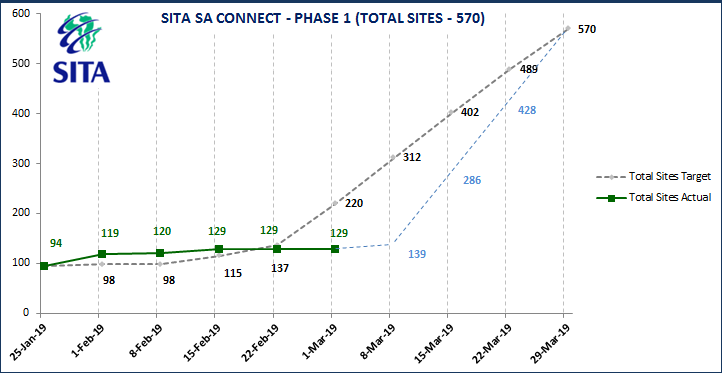 SITA SA CONNECT - PHASE 1 (TOTAL SITES - 570)
SITA
600
500
400
300
200
100
0
94
119
120
129
129
129
98
98
115
137
220
312
402
489
570
139
286
428
Total Sites Target
Total Sites Actual
25-Jan-19
1-Feb-19
8-Feb-19
15-Feb-19
22-Feb-19
1-Mar-19
8-Mar-19
15-Mar-19
22-Mar-19
29-Mar-19